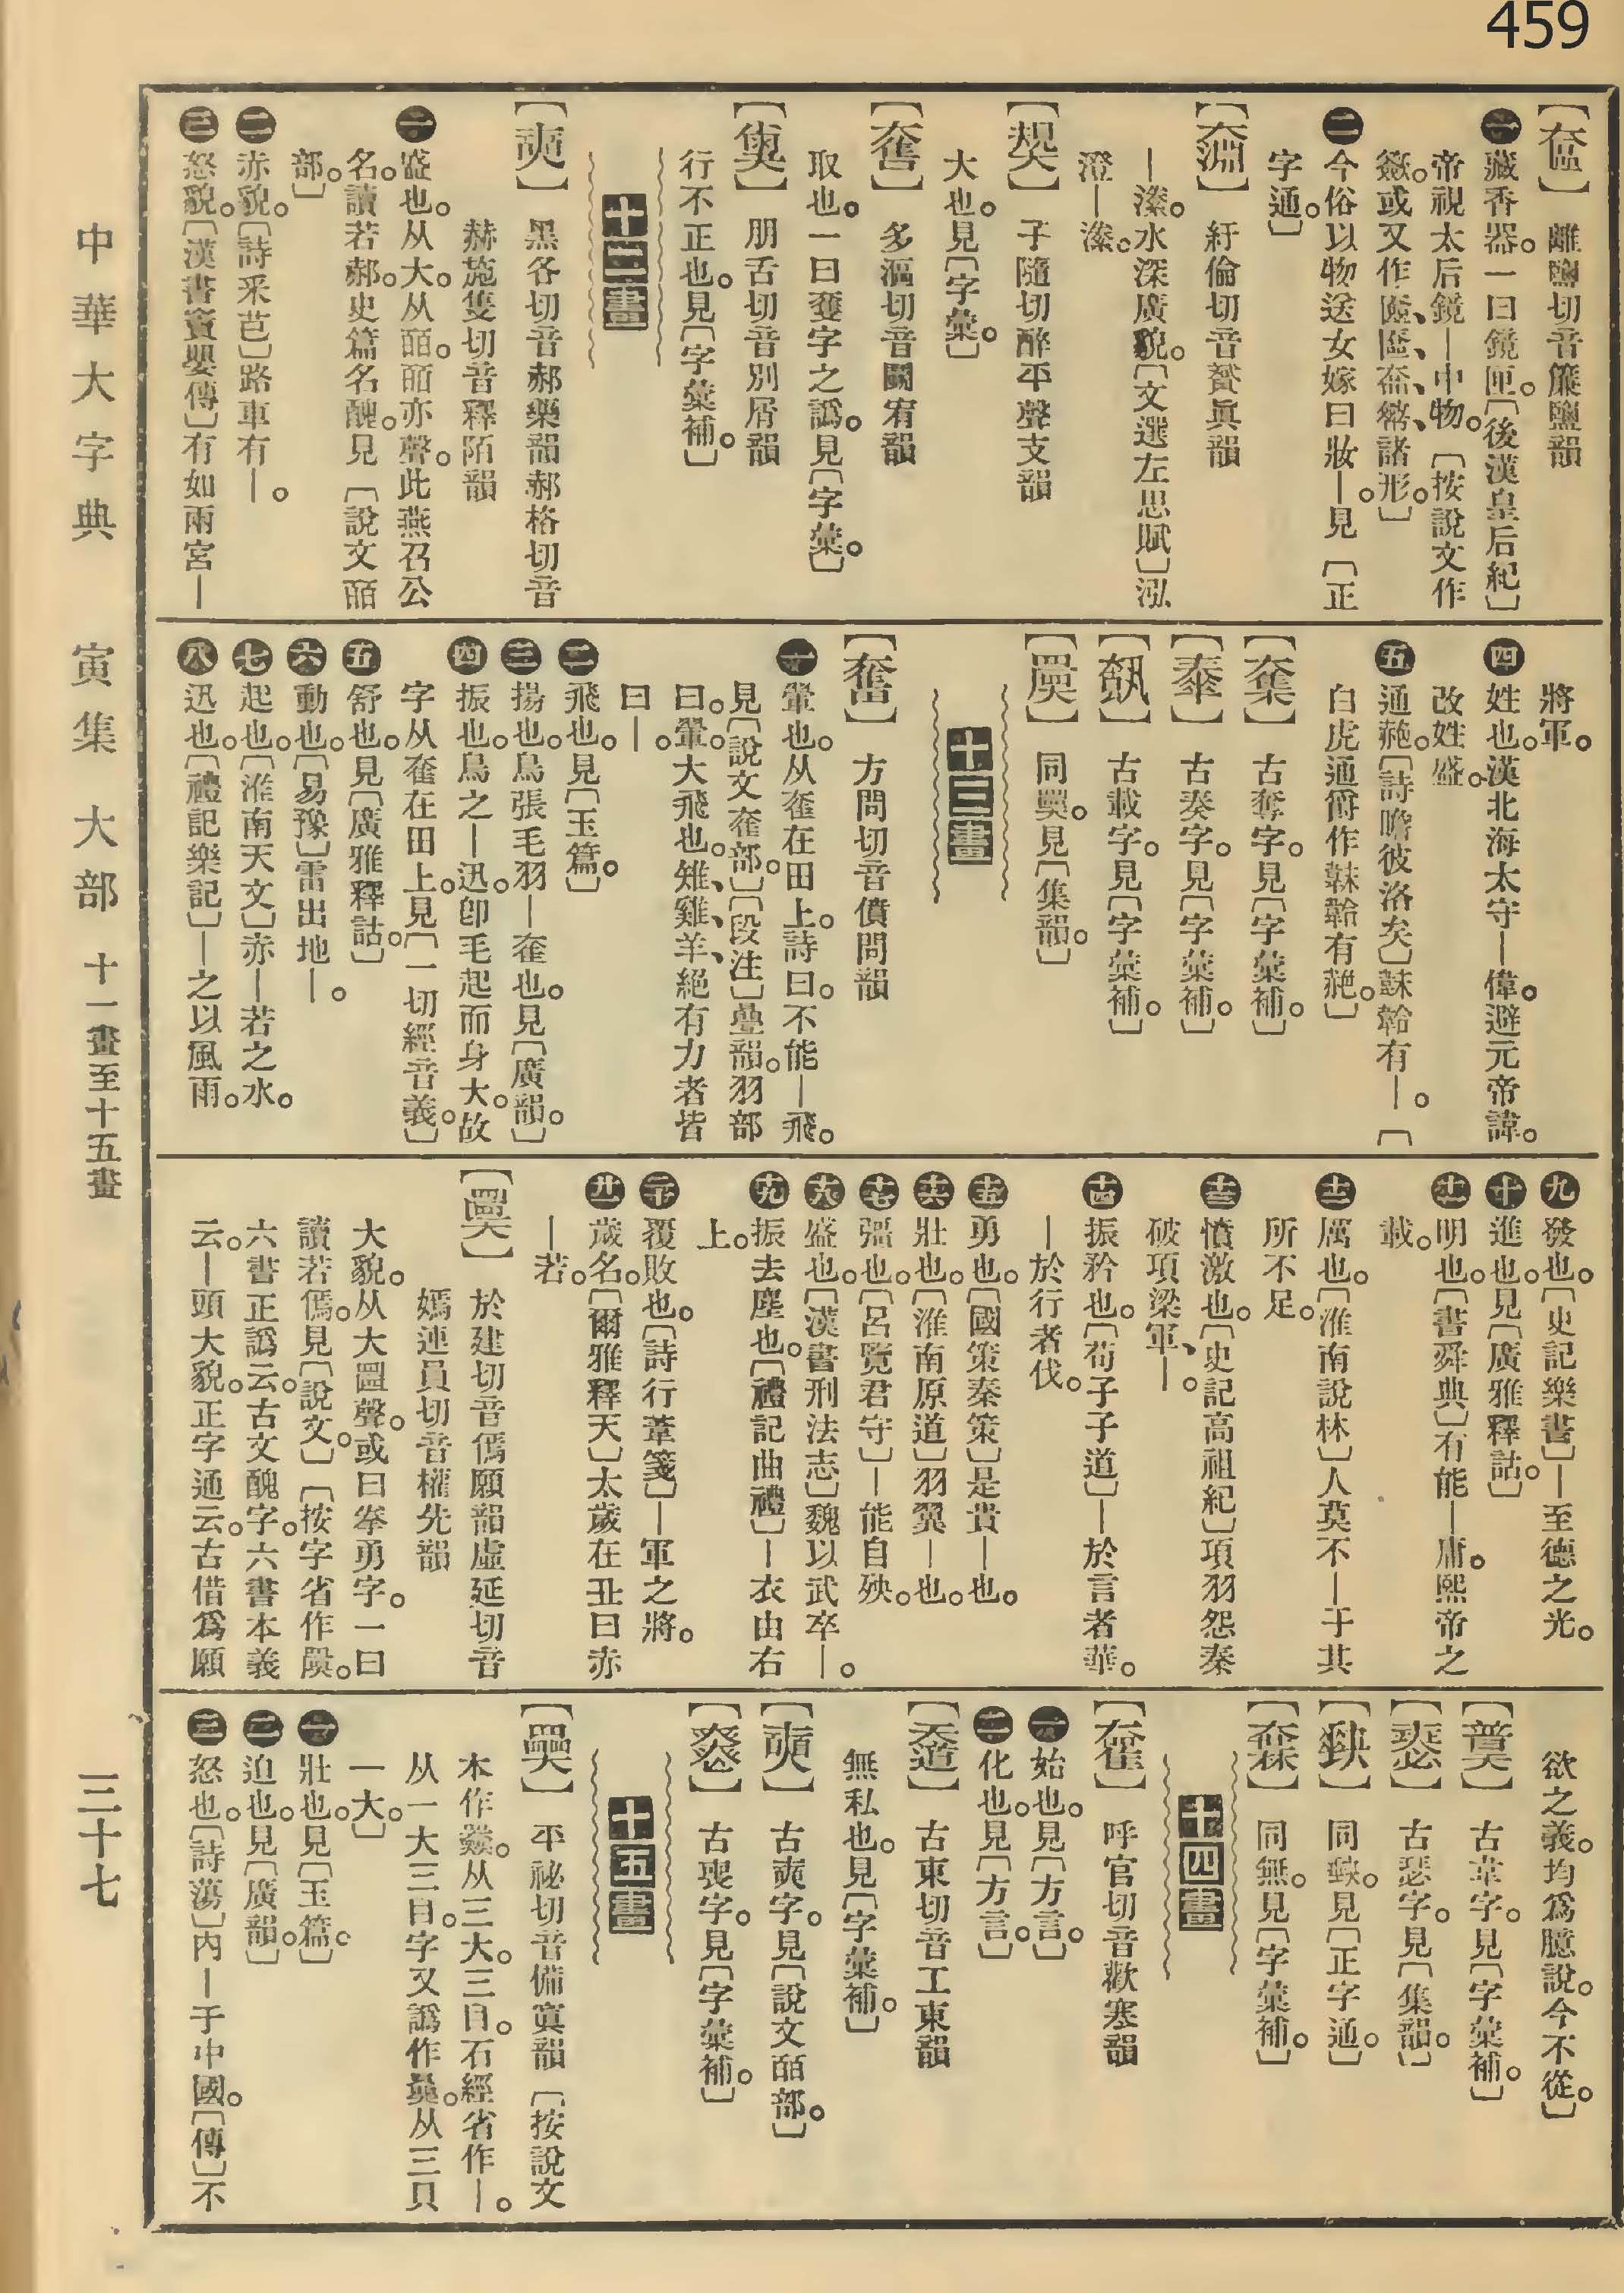 459
【奩】離鹽切音簾鹽韻
㊀藏香器。一曰鏡匣。〔後漢皇后紀〕
帝視太后鏡—中物。〔按說文作
籢。或又作
諸形。〕
㊁今俗以物送女嫁曰妝—。見〔正
字通。〕
【奫】紆倫切音贇眞韻
—潫。水深廣貌。〔文選左思賦〕泓
澄—潫。
子隨切醉平聲支韻
大也。見〔字彙。〕
【奮】多滿切音鬭宥韻
取也。一曰奪字之譌。見〔字彙。〕
朋舌切音別屑韻
行不正也。見〔字彙補。〕
十二畫
【奭】黑各切音郝藥韻郝格切音
赫施隻切音釋陌韻
㊀盛也。从大。从皕。皕亦聲。此燕召公
名。讀若郝。史篇名醜。見〔說文皕
部。〕
㊁赤貌。〔詩采芑〕路車有—。
㊂怒貌。〔漢書竇嬰傳〕有如兩宮—
將軍。
㊃姓也。漢北海太守—偉。避元帝諱。
改姓盛。
㊄通赩。〔詩瞻彼洛矣〕韎韐有—。〔
白虎通爵作韎韐有赩。〕
古奪字。見〔字彙補。〕
古奏字。見〔字彙補。〕
古載字。見〔字彙補。〕
同奰。見〔集韻。〕
十三畫
【奮】方問切音僨問韻
㊀翬也。从奞在田上。詩曰。不能—飛。
見〔說文奞部。〕〔段注〕疊韻。羽部
曰。翬。大飛也。雉、雞、羊、絕有力者皆
曰—。
㊁飛也。見〔玉篇。〕
㊂揚也。鳥張毛羽—奞也。見〔廣韻。〕
㊃振也。鳥之—迅。卽毛起而身大。故
字从奞在田上。見〔一切經音義。〕
㊄舒也。見〔廣雅釋詁。〕
㊅動也。〔易豫〕雷出地—。
㊆起也。〔淮南天文〕赤—若之水。
㊇迅也。〔禮記樂記〕—之以風雨。
㊈發也。〔史記樂書〕—至德之光。
㊉進也。見〔廣雅釋詁。〕
⑪明也。〔書舜典〕有能—庸。熙帝之
載。
⑫厲也。〔淮南說林〕人莫不—于其
所不足。
⑬憤激也。〔史記高祖紀〕項羽怨秦
破項梁軍、—。
⑭振矜也。〔荀子子道〕—於言者華。
—於行者伐。
⑮勇也。〔國策秦策〕是貴—也。
⑯壯也。〔淮南原道〕羽翼—也。
⑰彊也。〔呂覽君守〕—能自殃。
⑱盛也。〔漢書刑法志〕魏以武卒—。
⑲振去塵也。〔禮記曲禮〕—衣由右
上。
⑳覆敗也。〔詩行葦箋〕—軍之將。
㉑歲名。〔爾雅釋天〕太歲在丑曰赤
—若。
於建切音傿願韻虛延切音
嫣連員切音權先韻
大貌。从大𥁕聲。或曰拳勇字。一曰
讀若傿。見〔說文。〕〔按字省作
六書正譌云。古文醜字。六書本義
云。—頭大貌。正字通云。古借爲願
欲之義。均爲臆說。今不從。〕
古革字。見〔字彙補。〕
古瑟字。見〔集韻。〕
見〔正字通。〕
同無。見〔字彙補。〕
十四畫
【奲】呼官切音歡寒韻
㊀始也。見〔方言。〕
㊁化也。見〔方言。〕
古東切音工東韻
無私也。見〔字彙補。〕
古奭字。見〔說文皕部。〕
古喪字。見〔字彙補。〕
十五畫
【奰】平祕切音備寘韻〔按說文
本作
从三大。三目。石經省作—。
从一大三目。字又譌作
从三貝
一大。〕
㊀壯也。見〔玉篇。〕
㊁迫也。見〔廣韻。〕
㊂怒也。〔詩蕩〕內—于中國。〔傳〕不
中華大字典 寅集 大部 十一畫至十五畫 三十七